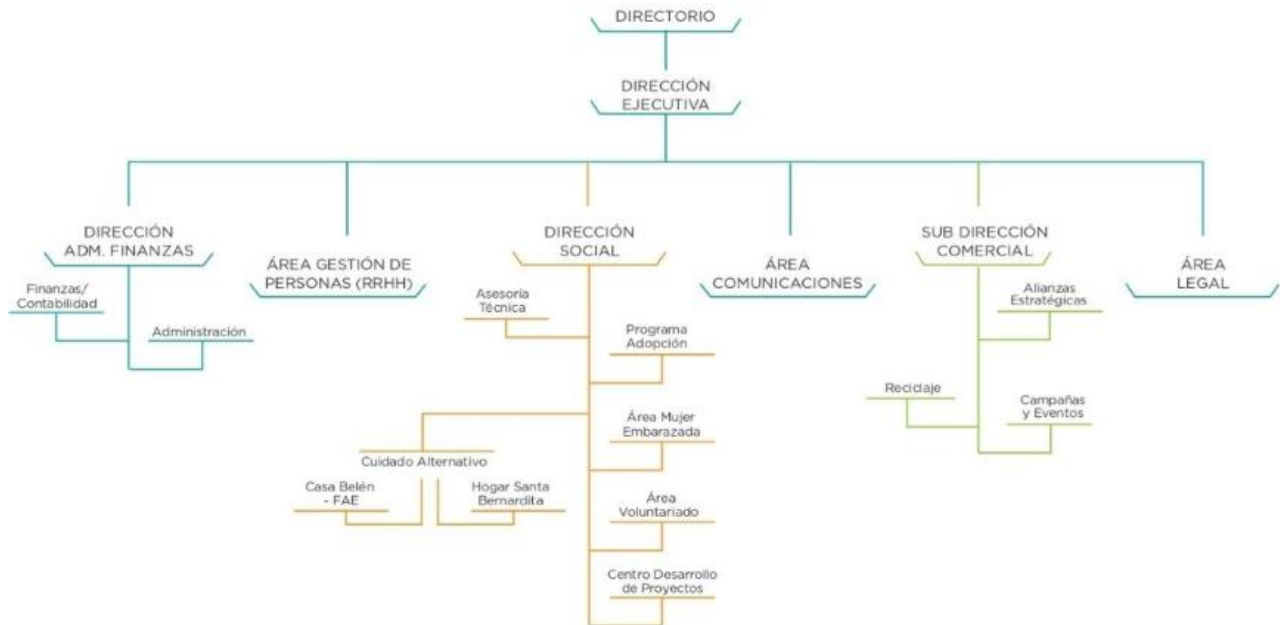 DIRECTORIO
DIRECCIÓN
EJECUTIVA
DIRECCIÓN
ADM. FINANZAS
ÁREA GESTIÓN DE
PERSONAS (RRHH)
DIRECCIÓN
SOCIAL
ÁREA
COMUNICACIONES
SUB DIRECCIÓN
COMERCIAL
ÁREA
LEGAL
Finanzas/
Contabilidad
Administración
Asesoría
Técnica
Programa
Adopción
Área Mujer
Embarazada
Cuidado Alternativo
Casa Belén
- FAE
Hogar Santa
Bernardita
Área
Voluntariado
Centro Desarrollo
de Proyectos
Alianzas
Estratégicas
Reciclaje
Campañas
y Eventos